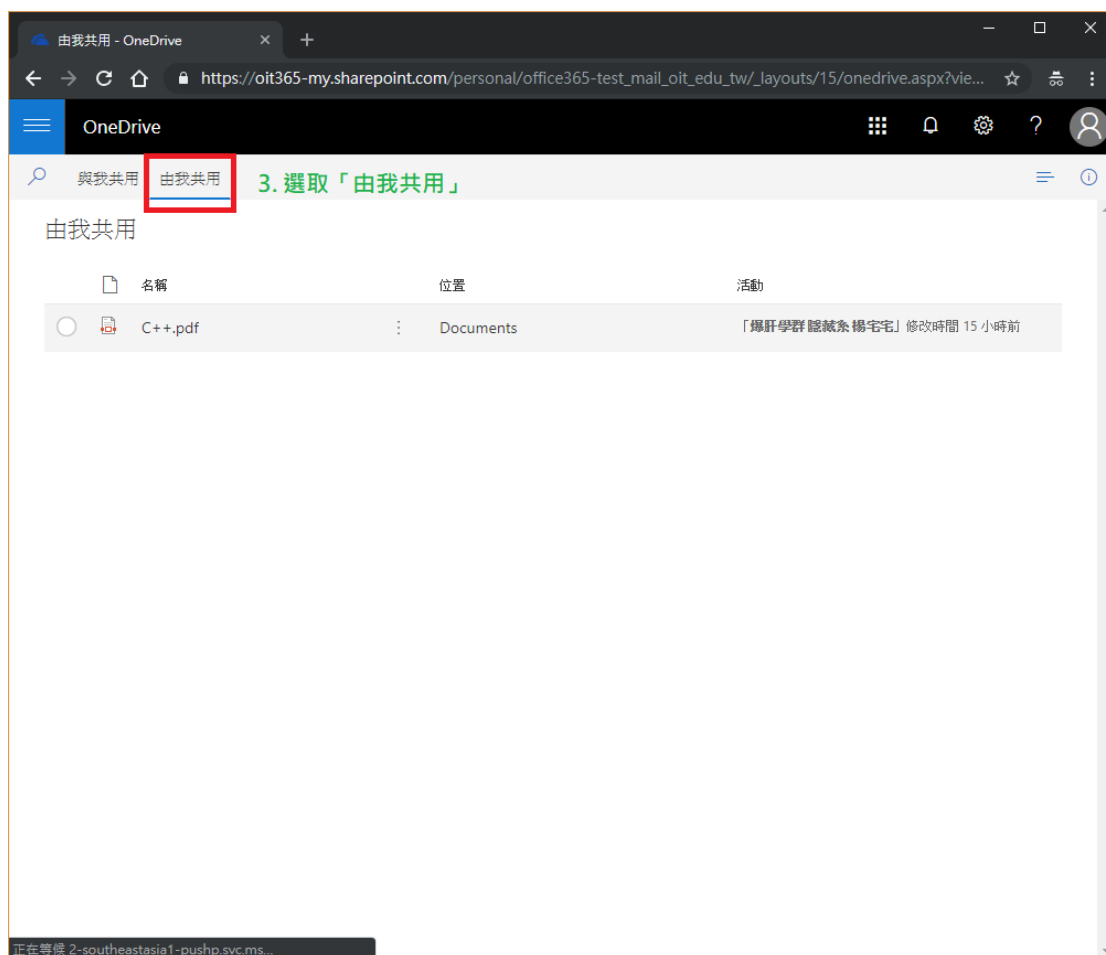 由我共用 - OneDrive
https://oit365-my.sharepoint.com/personal/office365-test_mail_oit_edu_tw/_layouts/15/onedrive.aspx?vie...
OneDrive
與我共用 由我共用 3. 選取「由我共用」
由我共用
名稱 位置 活動
C++.pdf Documents 「爆肝學群 隱藏系 楊宅宅」修改時間 15 小時前
正在等候 2-southeastasia1-pushp.svc.ms...